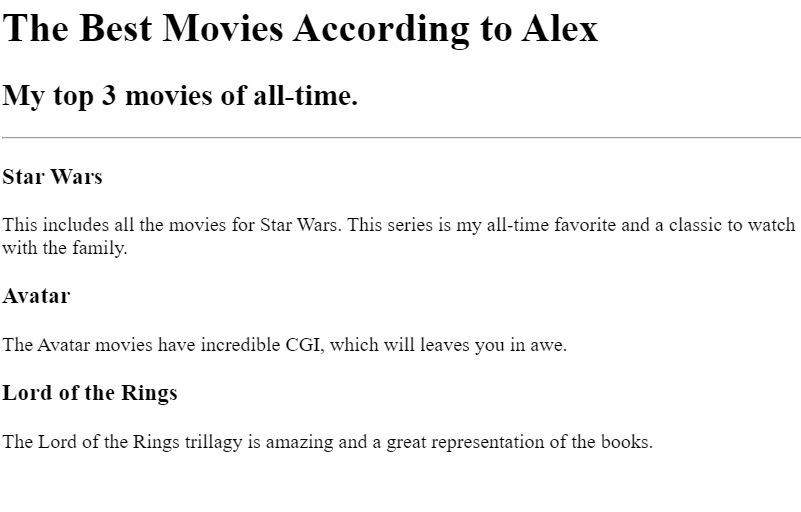 The Best Movies According to Alex
My top 3 movies of all-time.
Star Wars
This includes all the movies for Star Wars. This series is my all-time favorite and a classic to watch
with the family.
Avatar
The Avatar movies have incredible CGI, which will leaves you in awe.
Lord of the Rings
The Lord of the Rings trillagy is amazing and a great representation of the books.